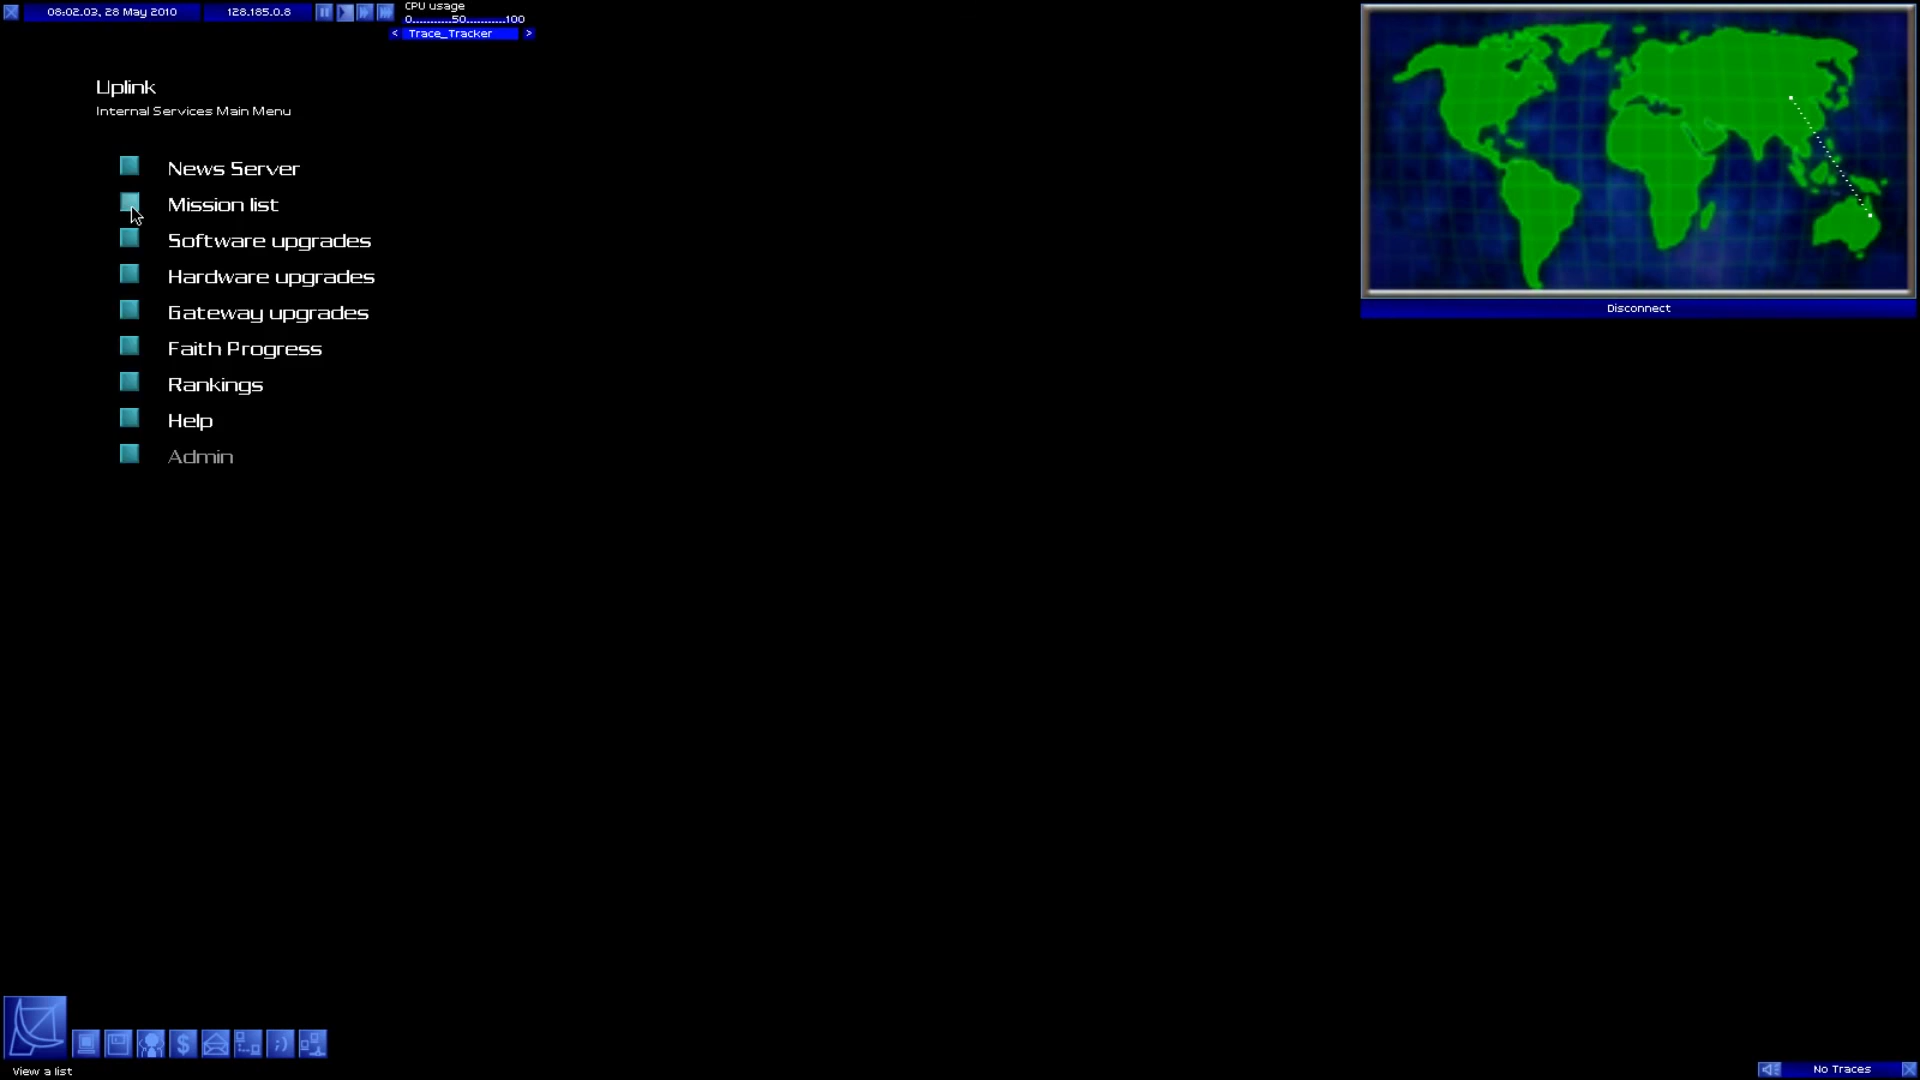 08:02.03, 28 May 2010
128.185.0.8
CPU usage
0...........50...........100
< Trace_Tracker >
Uplink
Internal Services Main Menu
News Server
Mission list
Software upgrades
Hardware upgrades
Gateway upgrades
Faith Progress
Rankings
Help
Admin
Disconnect
$
;)
View a list
No Traces